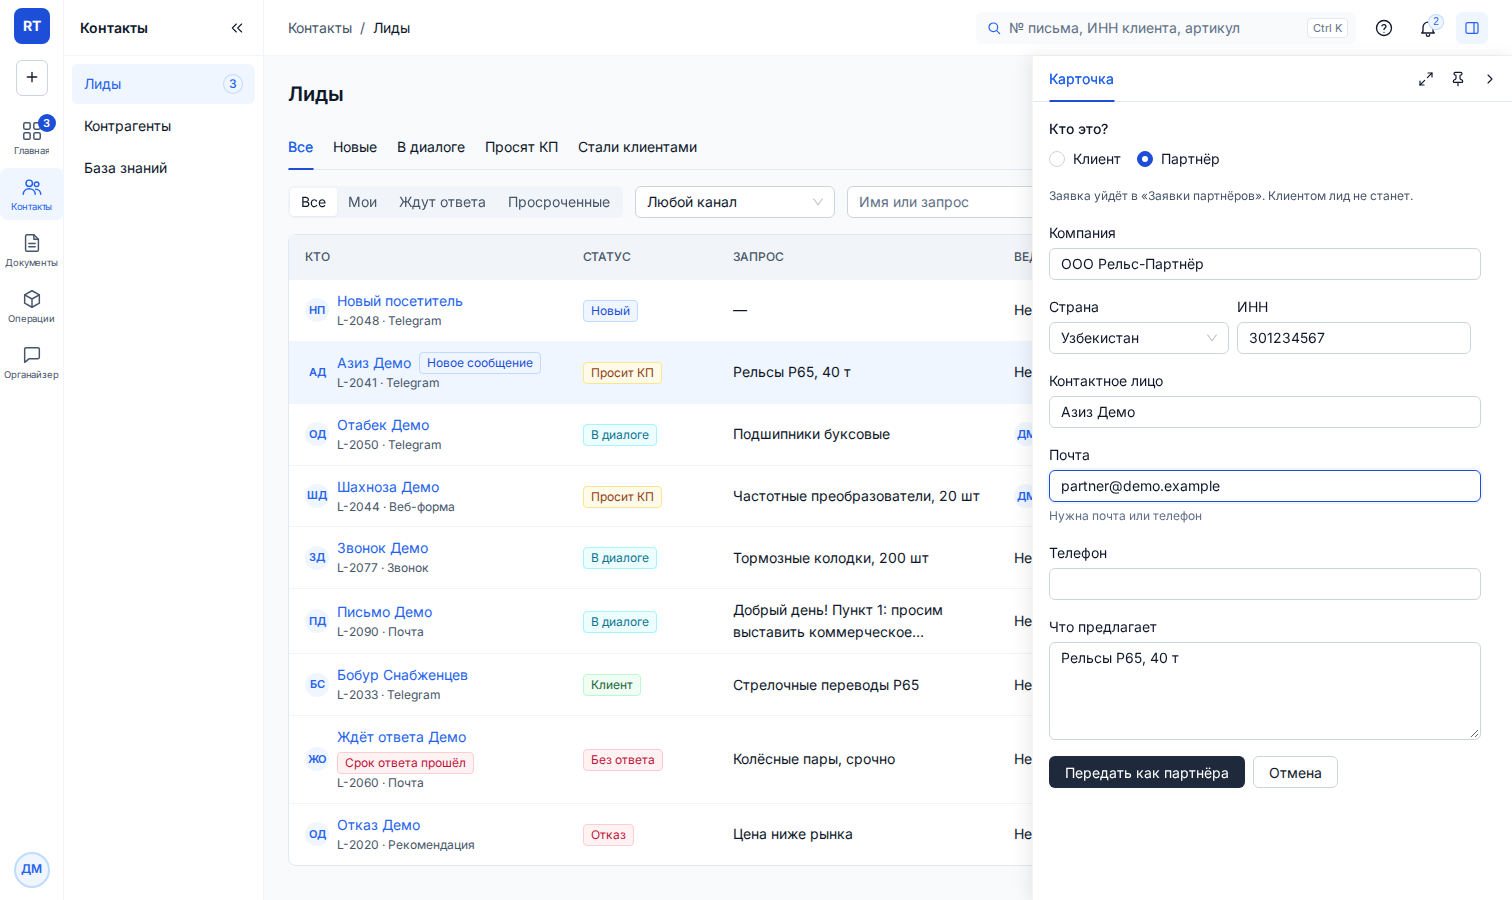 RT
Контакты
Контакты / Лиды
№ письма, ИНН клиента, артикул
Ctrl K
2
+
3
Главная
Контакты
Документы
Операции
Органайзер
ДМ
Лиды
3
Контрагенты
База знаний
Лиды
Все
Новые
В диалоге
Просят КП
Стали клиентами
Все
Мои
Ждут ответа
Просроченные
Любой канал
Имя или запрос
КТО
СТАТУС
ЗАПРОС
НП
Новый посетитель
L-2048 · Telegram
Новый
—
Не
АД
Азиз Демо
Новое сообщение
L-2041 · Telegram
Просит КП
Рельсы Р65, 40 т
Не
ОД
Отабек Демо
L-2050 · Telegram
В диалоге
Подшипники буксовые
ДМ
ШД
Шахноза Демо
L-2044 · Веб-форма
Просит КП
Частотные преобразователи, 20 шт
ДМ
ЗД
Звонок Демо
L-2077 · Звонок
В диалоге
Тормозные колодки, 200 шт
Не
ПД
Письмо Демо
L-2090 · Почта
В диалоге
Добрый день! Пункт 1: просим
выставить коммерческое...
Не
БС
Бобур Снабженцев
L-2033 · Telegram
Клиент
Стрелочные переводы Р65
Не
ЖО
Ждёт ответа Демо
Срок ответа прошёл
L-2060 · Почта
Без ответа
Колёсные пары, срочно
Не
ОД
Отказ Демо
L-2020 · Рекомендация
Отказ
Цена ниже рынка
Не
Карточка
Кто это?
Клиент
Партнёр
Заявка уйдёт в «Заявки партнёров». Клиентом лид не станет.
Компания
ООО Рельс-Партнёр
Страна
ИНН
Узбекистан
301234567
Контактное лицо
Азиз Демо
Почта
partner@demo.example
Нужна почта или телефон
Телефон
Что предлагает
Рельсы Р65, 40 т
Передать как партнёра
Отмена